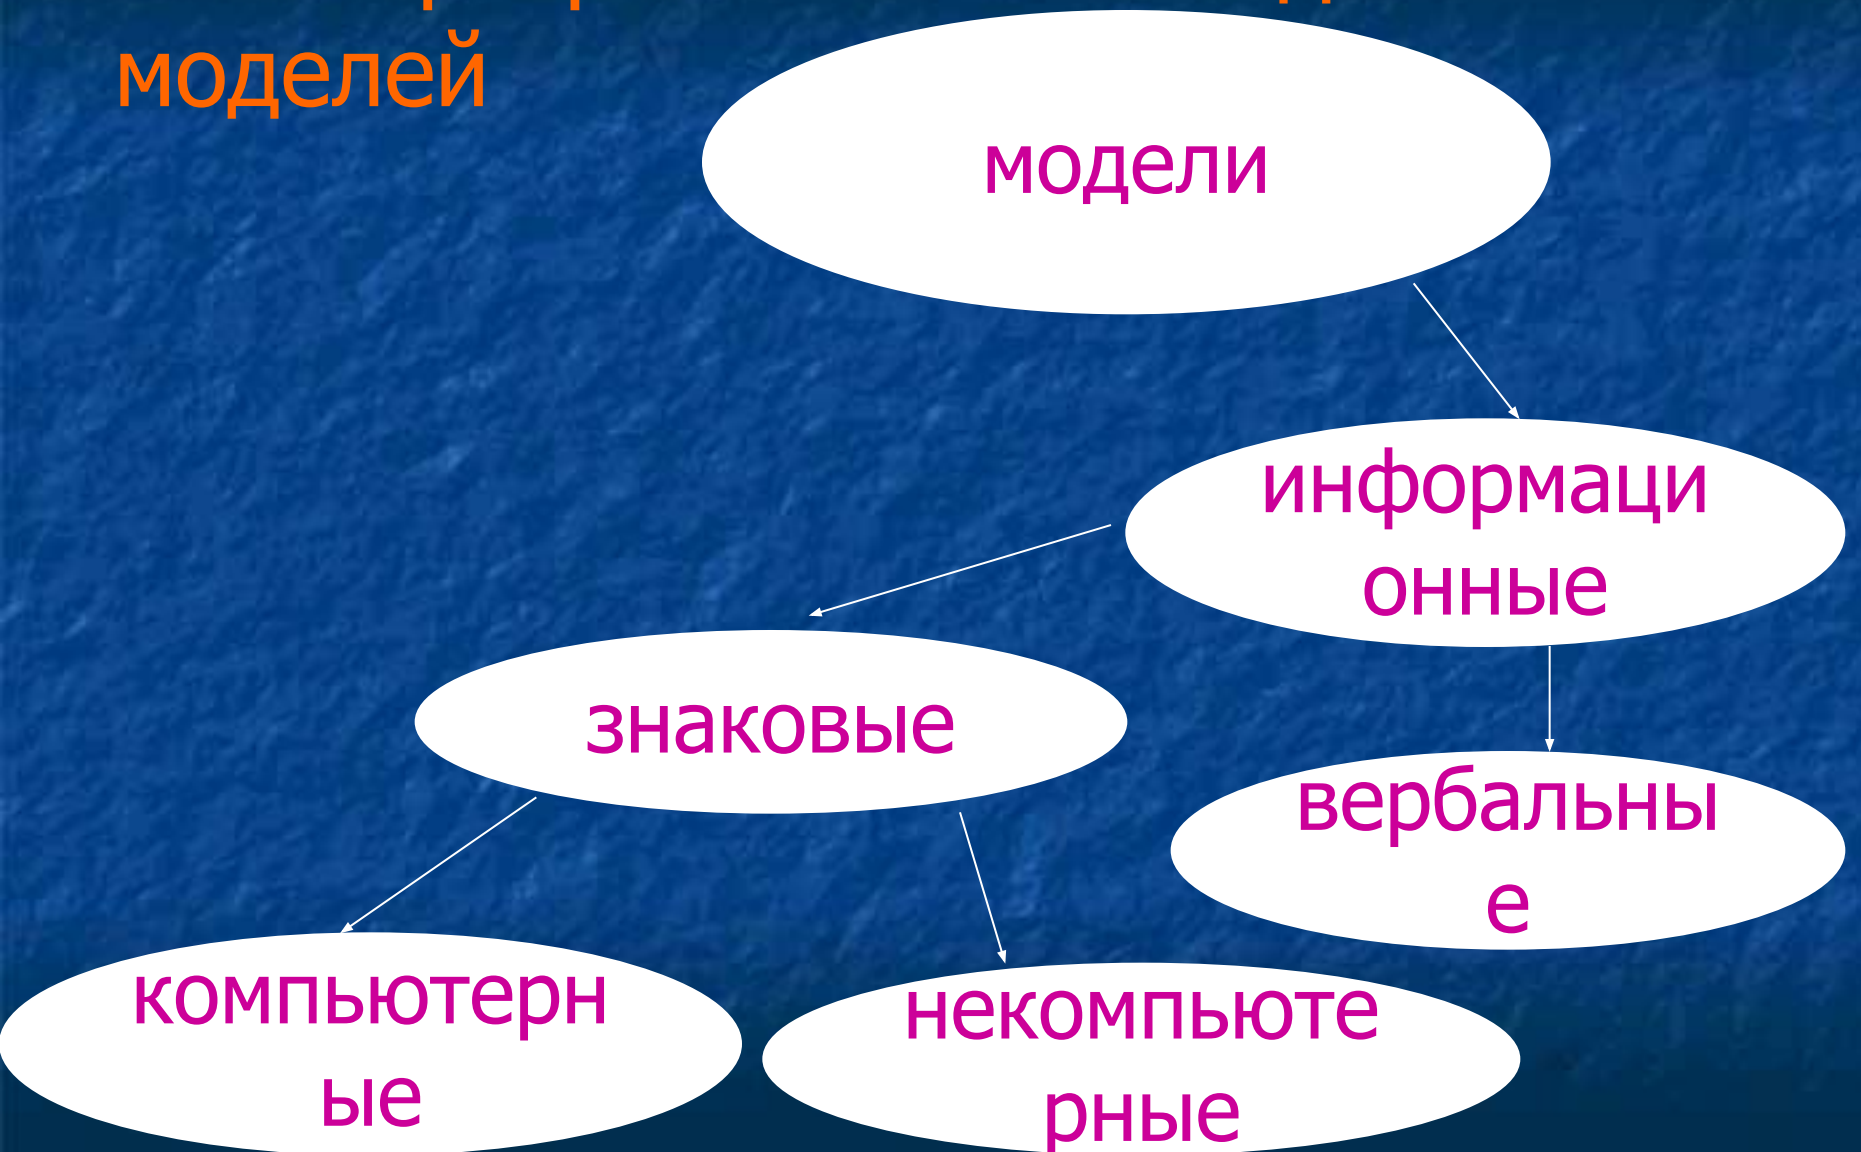 моделей
модели
информаци
онные
знаковые
вербальны
е
компьютерн
ые
некомпьюте
рные